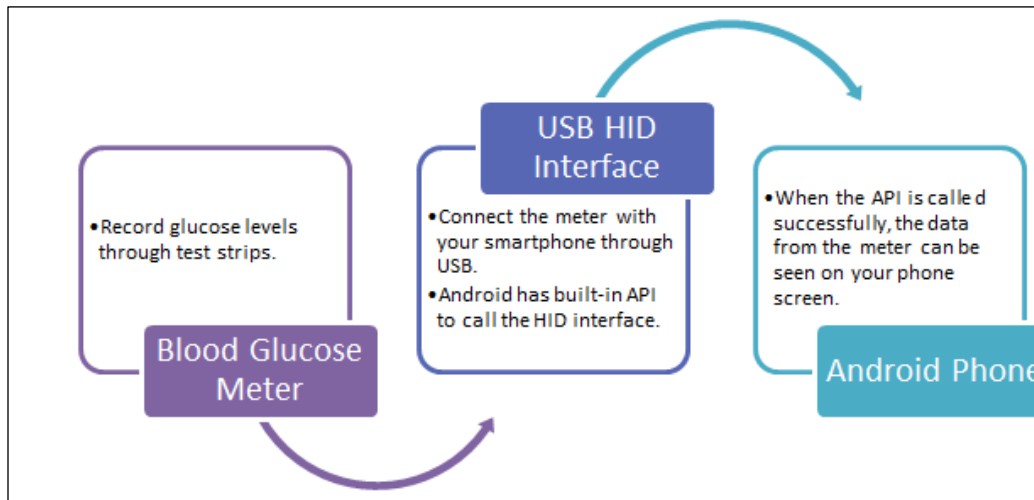 •Record glucose levels
through test strips.
Blood Glucose
Meter
USB HID
Interface
•Connect the meter with
your smartphone through
USB.
•Android has built-in API
to call the HID interface.
•When the API is called
successfully, the data
from the meter can be
seen on your phone
screen.
Android Phone